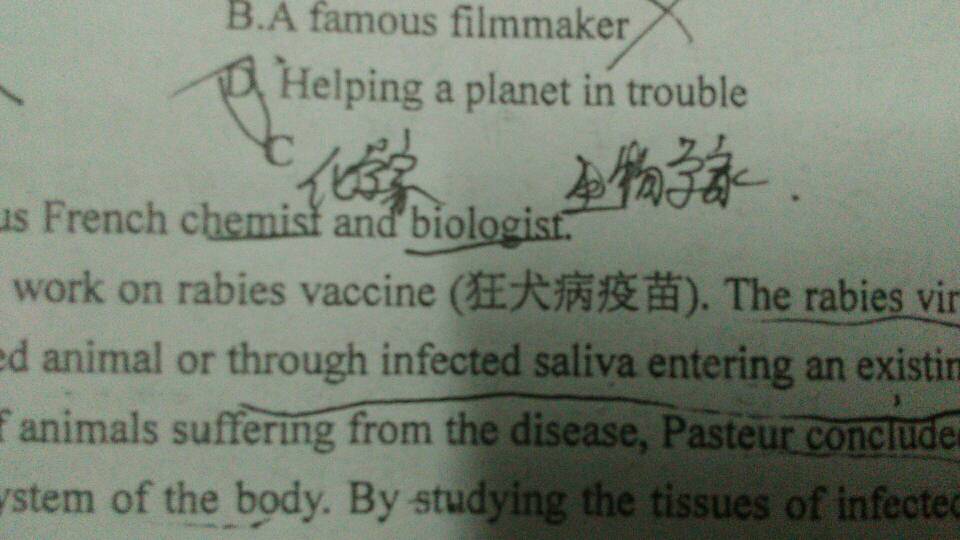 B.A famous filmmaker
D Helping a planet in trouble
C
化学家 生物学家.
us French chemist and biologist.
work on rabies vaccine (狂犬病疫苗). The rabies vir
ed animal or through infected saliva entering an existin
f animals suffering from the disease, Pasteur conclude
ystem of the body. By studying the tissues of infected